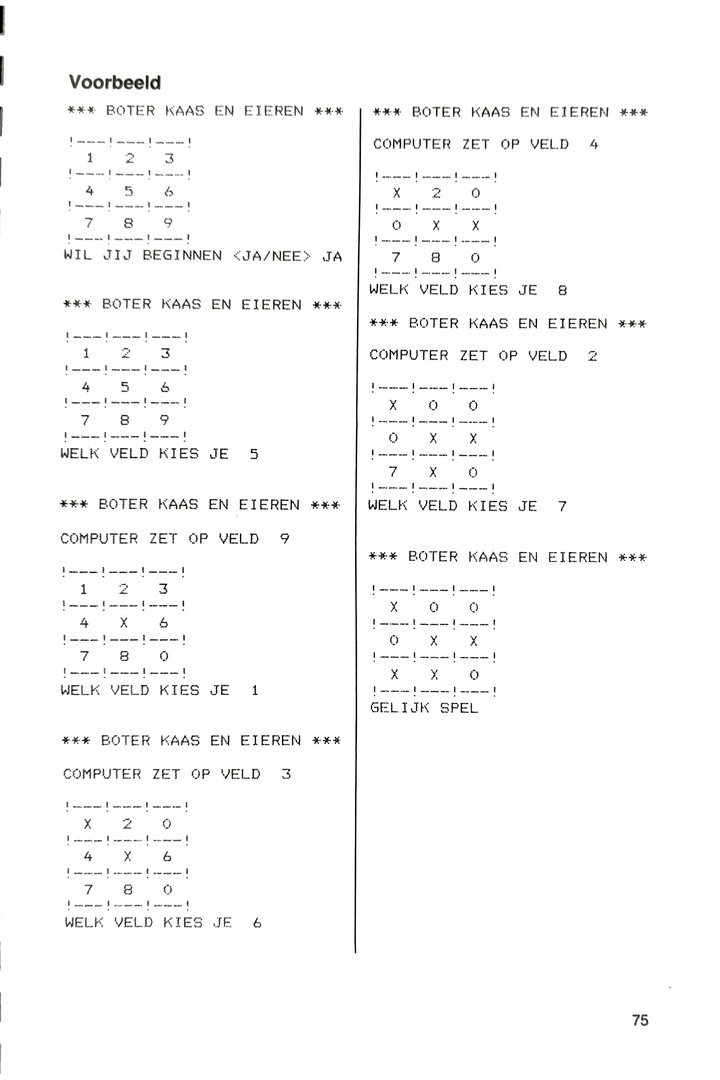 Voorbeeld
*** BOTER KAAS EN EIEREN ***
!---!---!---!
1 2 3
!---!---!---!
4 5 6
!---!---!---!
7 8 9
!---!---!---!
WIL JIJ BEGINNEN <JA/NEE> JA
*** BOTER KAAS EN EIEREN ***
!---!---!---!
1 2 3
!---!---!---!
4 5 6
!---!---!---!
7 8 9
!---!---!---!
WELK VELD KIES JE 5
*** BOTER KAAS EN EIEREN ***
COMPUTER ZET OP VELD 9
!---!---!---!
1 2 3
!---!---!---!
4 X 6
!---!---!---!
7 8 O
!---!---!---!
WELK VELD KIES JE 1
*** BOTER KAAS EN EIEREN ***
COMPUTER ZET OP VELD 3
!---!---!---!
X 2 O
!---!---!---!
4 X 6
!---!---!---!
7 8 O
!---!---!---!
WELK VELD KIES JE 6
*** BOTER KAAS EN EIEREN ***
COMPUTER ZET OP VELD 4
!---!---!---!
X 2 O
!---!---!---!
O X X
!---!---!---!
7 8 O
!---!---!---!
WELK VELD KIES JE 8
*** BOTER KAAS EN EIEREN ***
COMPUTER ZET OP VELD 2
!---!---!---!
X O O
!---!---!---!
O X X
!---!---!---!
7 X O
!---!---!---!
WELK VELD KIES JE 7
*** BOTER KAAS EN EIEREN ***
!---!---!---!
X O O
!---!---!---!
O X X
!---!---!---!
X X O
!---!---!---!
GELIJK SPEL
75